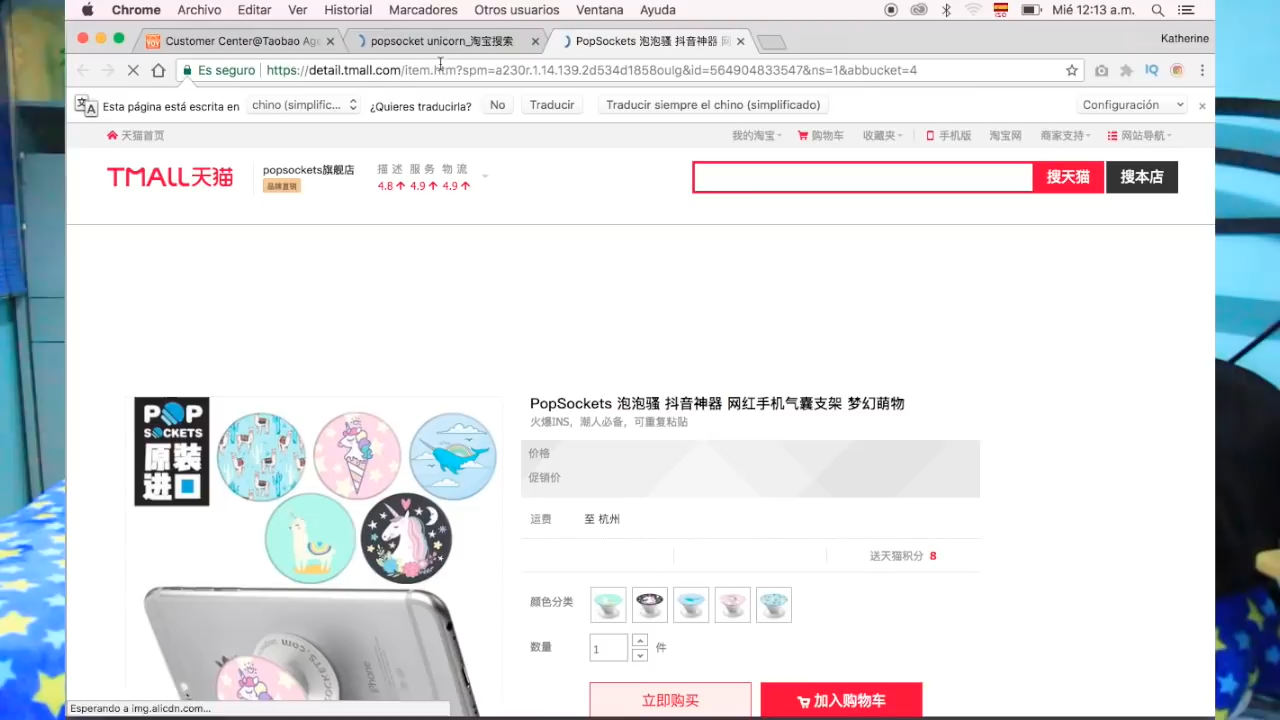 Chrome Archivo Editar Ver Historial Marcadores Otros usuarios Ventana Ayuda Mié 12:13 a.m.
Customer Center@Taobao Age popsocket unicorn_淘宝搜索 PopSockets 泡泡骚 抖音神器 网 Katherine
Es seguro https://detail.tmall.com/item.htm?spm=a230r.1.14.139.2d534d1858oulg&id=564904833547&ns=1&abbucket=4
Esta página está escrita en chino (simplific... ¿Quieres traducirla? No Traducir Traducir siempre el chino (simplificado) Configuración
天猫首页 我的淘宝 购物车 收藏夹 手机版 淘宝网 商家支持 网站导航
TMALL天猫 popsockets旗舰店 描述 服务 物流 搜天猫 搜本店
品牌直销 4.8 4.9 4.9
POP SOCKETS
原装
进口
PopSockets 泡泡骚 抖音神器 网红手机气囊支架 梦幻萌物
火爆INS，潮人必备，可重复粘贴
价格
促销价
运费 至 杭州
送天猫积分 8
颜色分类
数量 1 件
立即购买 加入购物车
Esperando a img.alicdn.com...